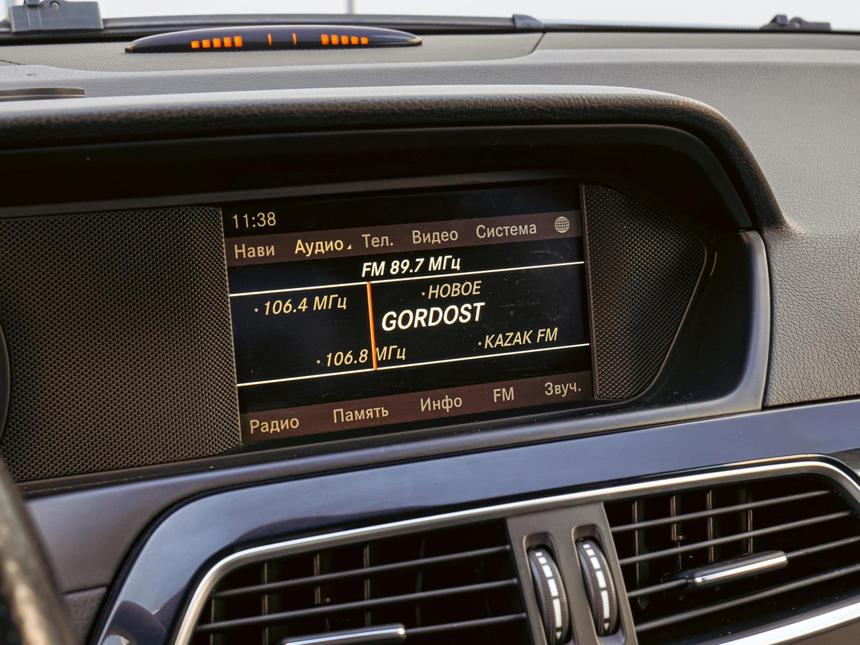 11:38
Нави Аудио Тел. Видео Система
FM 89.7 МГц
·106.4 МГц ·НОВОЕ
GORDOST
·106.8 МГц ·KAZAK FM
Радио Память Инфо FM Звуч.